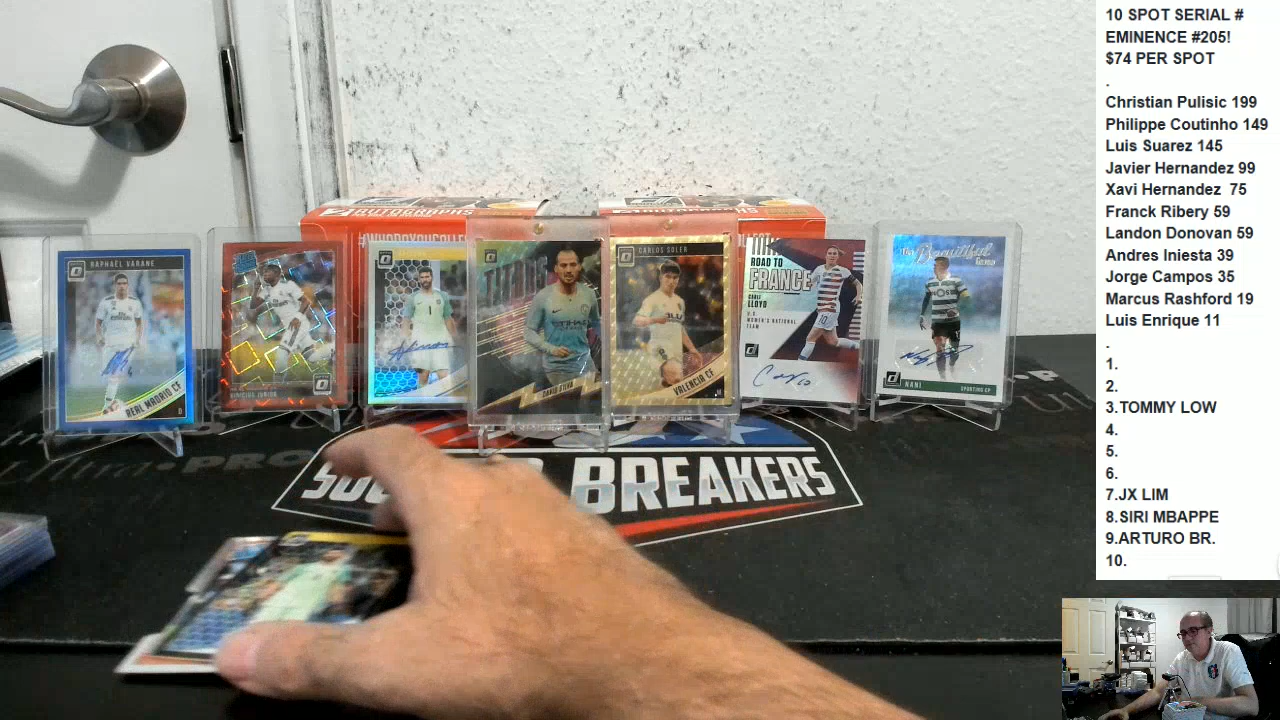 10 SPOT SERIAL #
EMINENCE #205!
$74 PER SPOT
.
Christian Pulisic 199
Philippe Coutinho 149
Luis Suarez 145
Javier Hernandez 99
Xavi Hernandez 75
Franck Ribery 59
Landon Donovan 59
Andres Iniesta 39
Jorge Campos 35
Marcus Rashford 19
Luis Enrique 11
.
1.
2.
3.TOMMY LOW
4.
5.
6.
7.JX LIM
8.SIRI MBAPPE
9.ARTURO BR.
10.
RAPHAËL VARANE
REAL MADRID CF
VINICIUS JUNIOR
DAVID SILVA
CARLOS SOLER
VALENCIA CF
ROAD TO
FRANCE
CARLI
LLOYD
U.S.
WOMEN'S NATIONAL
TEAM
Beautiful
NANI
SPORTING CP
BREAKERS